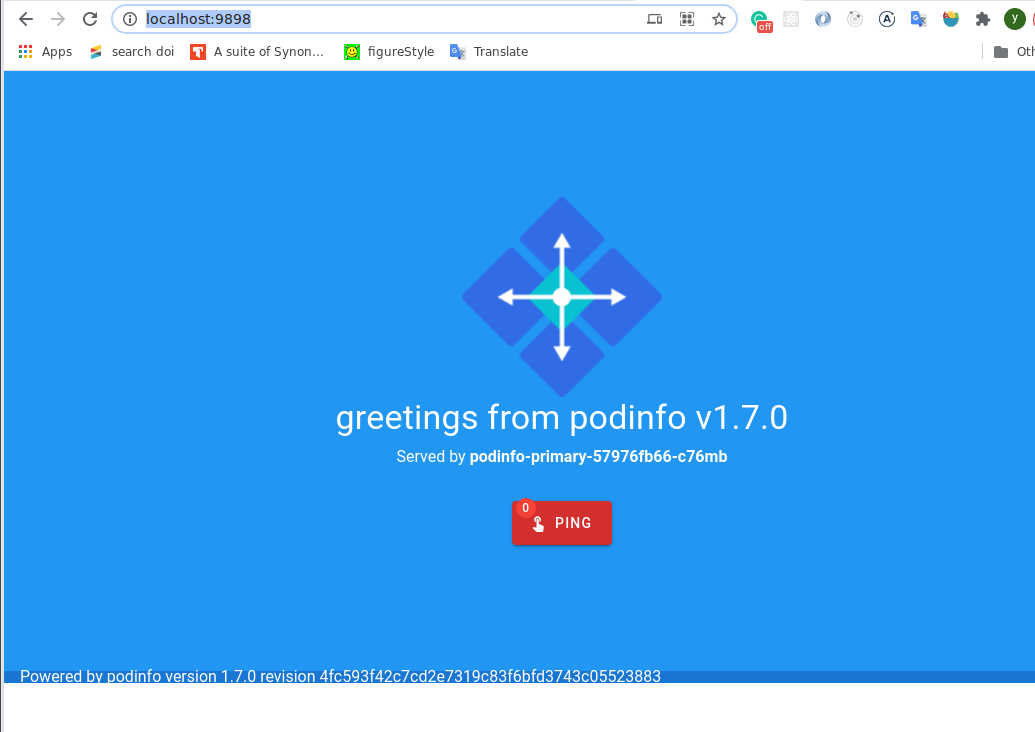 localhost:9898
off
A
y
Apps
search doi
A suite of Synon...
figureStyle
Translate
Oth
greetings from podinfo v1.7.0
Served by podinfo-primary-57976fb66-c76mb
0
PING
Powered by podinfo version 1.7.0 revision 4fc593f42c7cd2e7319c83f6bfd3743c05523883